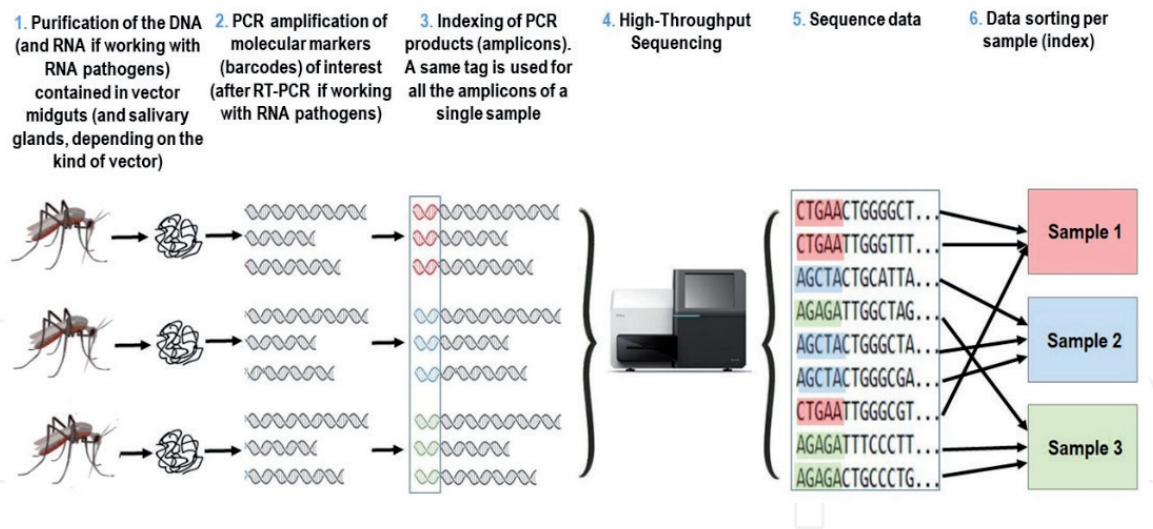 1. Purification of the DNA
(and RNA if working with
RNA pathogens)
contained in vector
midguts (and salivary
glands, depending on the
kind of vector)
2. PCR amplification of
molecular markers
(barcodes) of interest
(after RT-PCR if working
with RNA pathogens)
3. Indexing of PCR
products (amplicons).
A same tag is used for
all the amplicons of a
single sample
4. High-Throughput
Sequencing
5. Sequence data
6. Data sorting per
sample (index)
CTGAACTGGGGCT...
CTGAATTGGGTTT...
AGCTACTGCATTA...
AGAGATTGGCTAG...
AGCTACTGGGCTA...
AGCTACTGGGCGA...
CTGAATTGGGCGT...
AGAGATTTCCCTT...
AGAGACTGCCCTG...
Sample 1
Sample 2
Sample 3